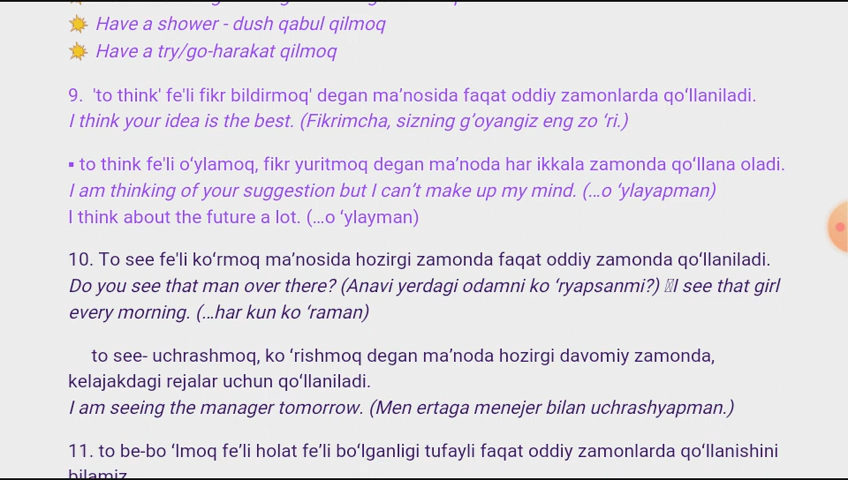 Have a shower - dush qabul qilmoq
Have a try/go-harakat qilmoq
9. 'to think' fe'li fikr bildirmoq' degan ma’nosida faqat oddiy zamonlarda qo‘llaniladi.
I think your idea is the best. (Fikrimcha, sizning g’oyangiz eng zo ‘ri.)
▪ to think fe'li o‘ylamoq, fikr yuritmoq degan ma’noda har ikkala zamonda qo‘llana oladi.
I am thinking of your suggestion but I can’t make up my mind. (…o ‘ylayapman)
I think about the future a lot. (…o ‘ylayman)
10. To see fe'li ko‘rmoq ma’nosida hozirgi zamonda faqat oddiy zamonda qo‘llaniladi.
Do you see that man over there? (Anavi yerdagi odamni ko ‘ryapsanmi?) I see that girl
every morning. (…har kun ko ‘raman)
to see- uchrashmoq, ko ‘rishmoq degan ma’noda hozirgi davomiy zamonda,
kelajakdagi rejalar uchun qo‘llaniladi.
I am seeing the manager tomorrow. (Men ertaga menejer bilan uchrashyapman.)
11. to be-bo ‘lmoq fe’li holat fe’li bo‘lganligi tufayli faqat oddiy zamonlarda qo‘llanishini
bilamiz